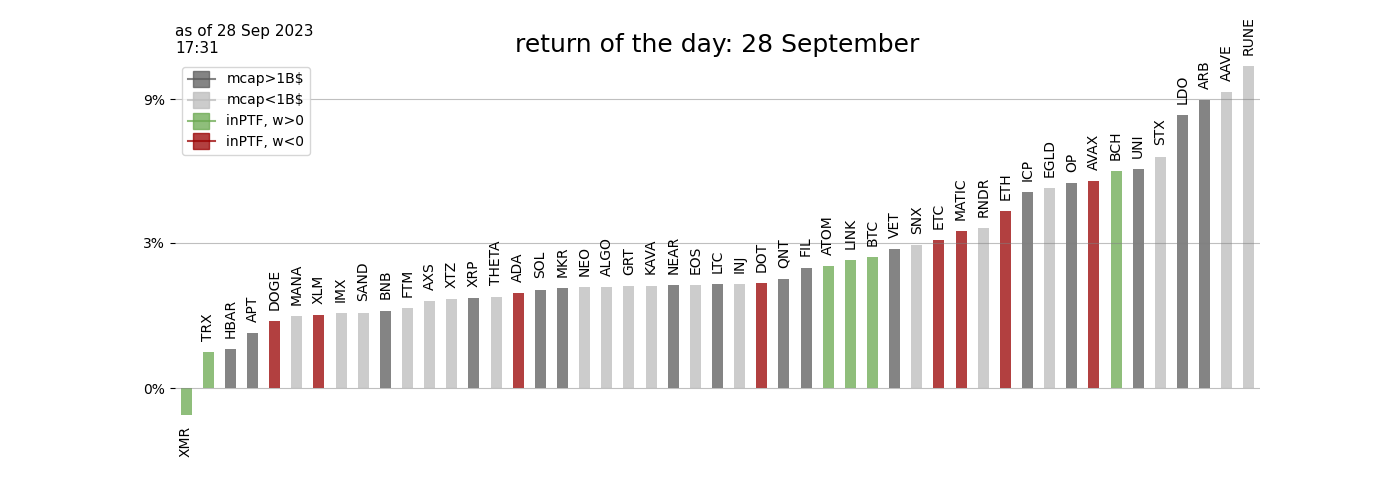 as of 28 Sep 2023
17:31
return of the day: 28 September
mcap>1B$
mcap<1B$
inPTF, w>0
inPTF, w<0
9%
3%
0%
XMR
TRX
HBAR
APT
DOGE
MANA
XLM
IMX
SAND
BNB
FTM
AXS
XTZ
XRP
THETA
ADA
SOL
MKR
NEO
ALGO
GRT
KAVA
NEAR
EOS
LTC
INJ
DOT
QNT
FIL
ATOM
LINK
BTC
VET
SNX
ETC
MATIC
RNDR
ETH
ICP
EGLD
OP
AVAX
BCH
UNI
STX
LDO
ARB
AAVE
RUNE